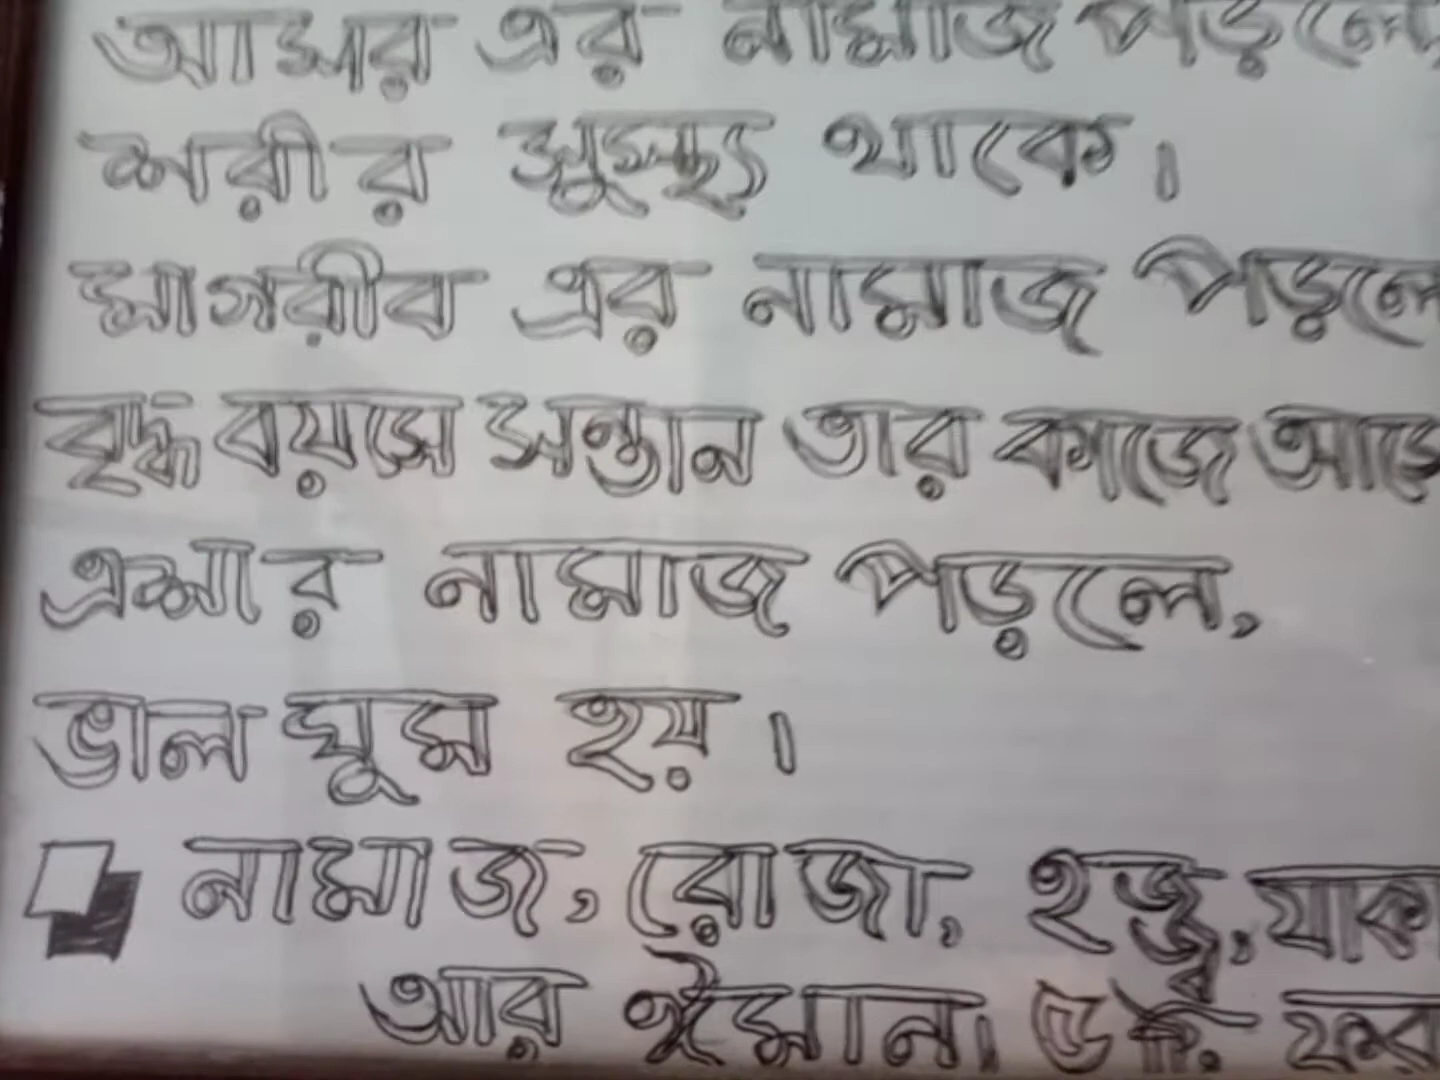 আসর এর নামাজ পড়লে,
শরীর সুস্থ্য থাকে।
মাগরীব এর নামাজ পড়লে
বৃদ্ধ বয়সে সন্তান তার কাজে আসে
এশার নামাজ পড়লে,
ভাল ঘুম হয়।
নামাজ, রোজা, হজ্ব, যাকা
আর ঈমান।